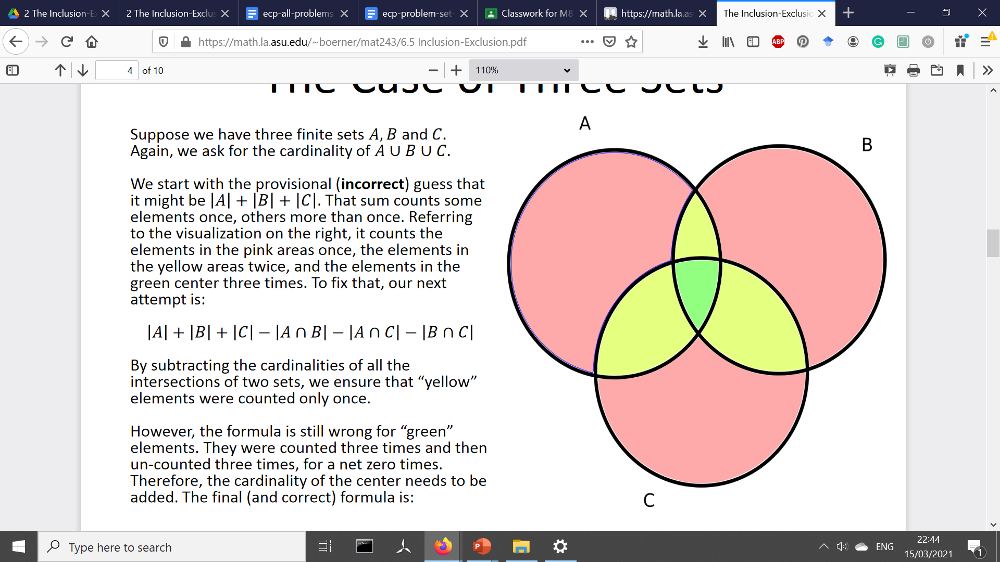 2 The Inclusion-Ex
2 The Inclusion-Exclus
ecp-all-problems
ecp-problem-set-
Classwork for M8
https://math.la.as
The Inclusion-Exclusio
https://math.la.asu.edu/~boerner/mat243/6.5 Inclusion-Exclusion.pdf
ABP
4 of 10
110%
The Case of Three Sets
Suppose we have three finite sets A, B and C.
Again, we ask for the cardinality of A ∪ B ∪ C.
We start with the provisional (incorrect) guess that
it might be |A| + |B| + |C|. That sum counts some
elements once, others more than once. Referring
to the visualization on the right, it counts the
elements in the pink areas once, the elements in
the yellow areas twice, and the elements in the
green center three times. To fix that, our next
attempt is:
|A| + |B| + |C| − |A ∩ B| − |A ∩ C| − |B ∩ C|
By subtracting the cardinalities of all the
intersections of two sets, we ensure that “yellow”
elements were counted only once.
However, the formula is still wrong for “green”
elements. They were counted three times and then
un-counted three times, for a net zero times.
Therefore, the cardinality of the center needs to be
added. The final (and correct) formula is:
A
B
C
Type here to search
ENG
22:44
15/03/2021
1